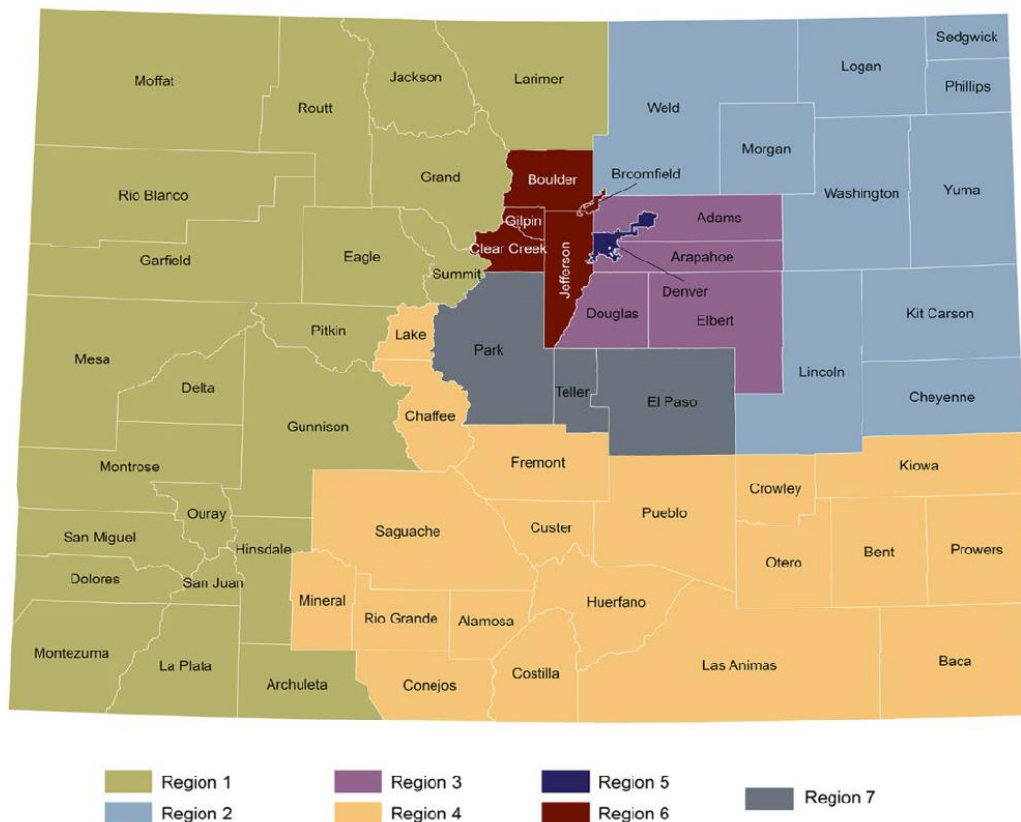 Moffat
Routt
Jackson
Larimer
Weld
Logan
Sedgwick
Phillips
Morgan
Washington
Yuma
Rio Blanco
Grand
Boulder
Broomfield
Gilpin
Clear Creek
Jefferson
Adams
Arapahoe
Denver
Garfield
Eagle
Summit
Douglas
Elbert
Kit Carson
Mesa
Pitkin
Lake
Park
Lincoln
Delta
Chaffee
Teller
El Paso
Cheyenne
Gunnison
Montrose
Fremont
Kiowa
Crowley
Ouray
Saguache
Custer
Pueblo
San Miguel
Hinsdale
Otero
Bent
Prowers
Dolores
San Juan
Mineral
Rio Grande
Alamosa
Huerfano
Montezuma
La Plata
Archuleta
Conejos
Costilla
Las Animas
Baca
Region 1
Region 3
Region 5
Region 7
Region 2
Region 4
Region 6